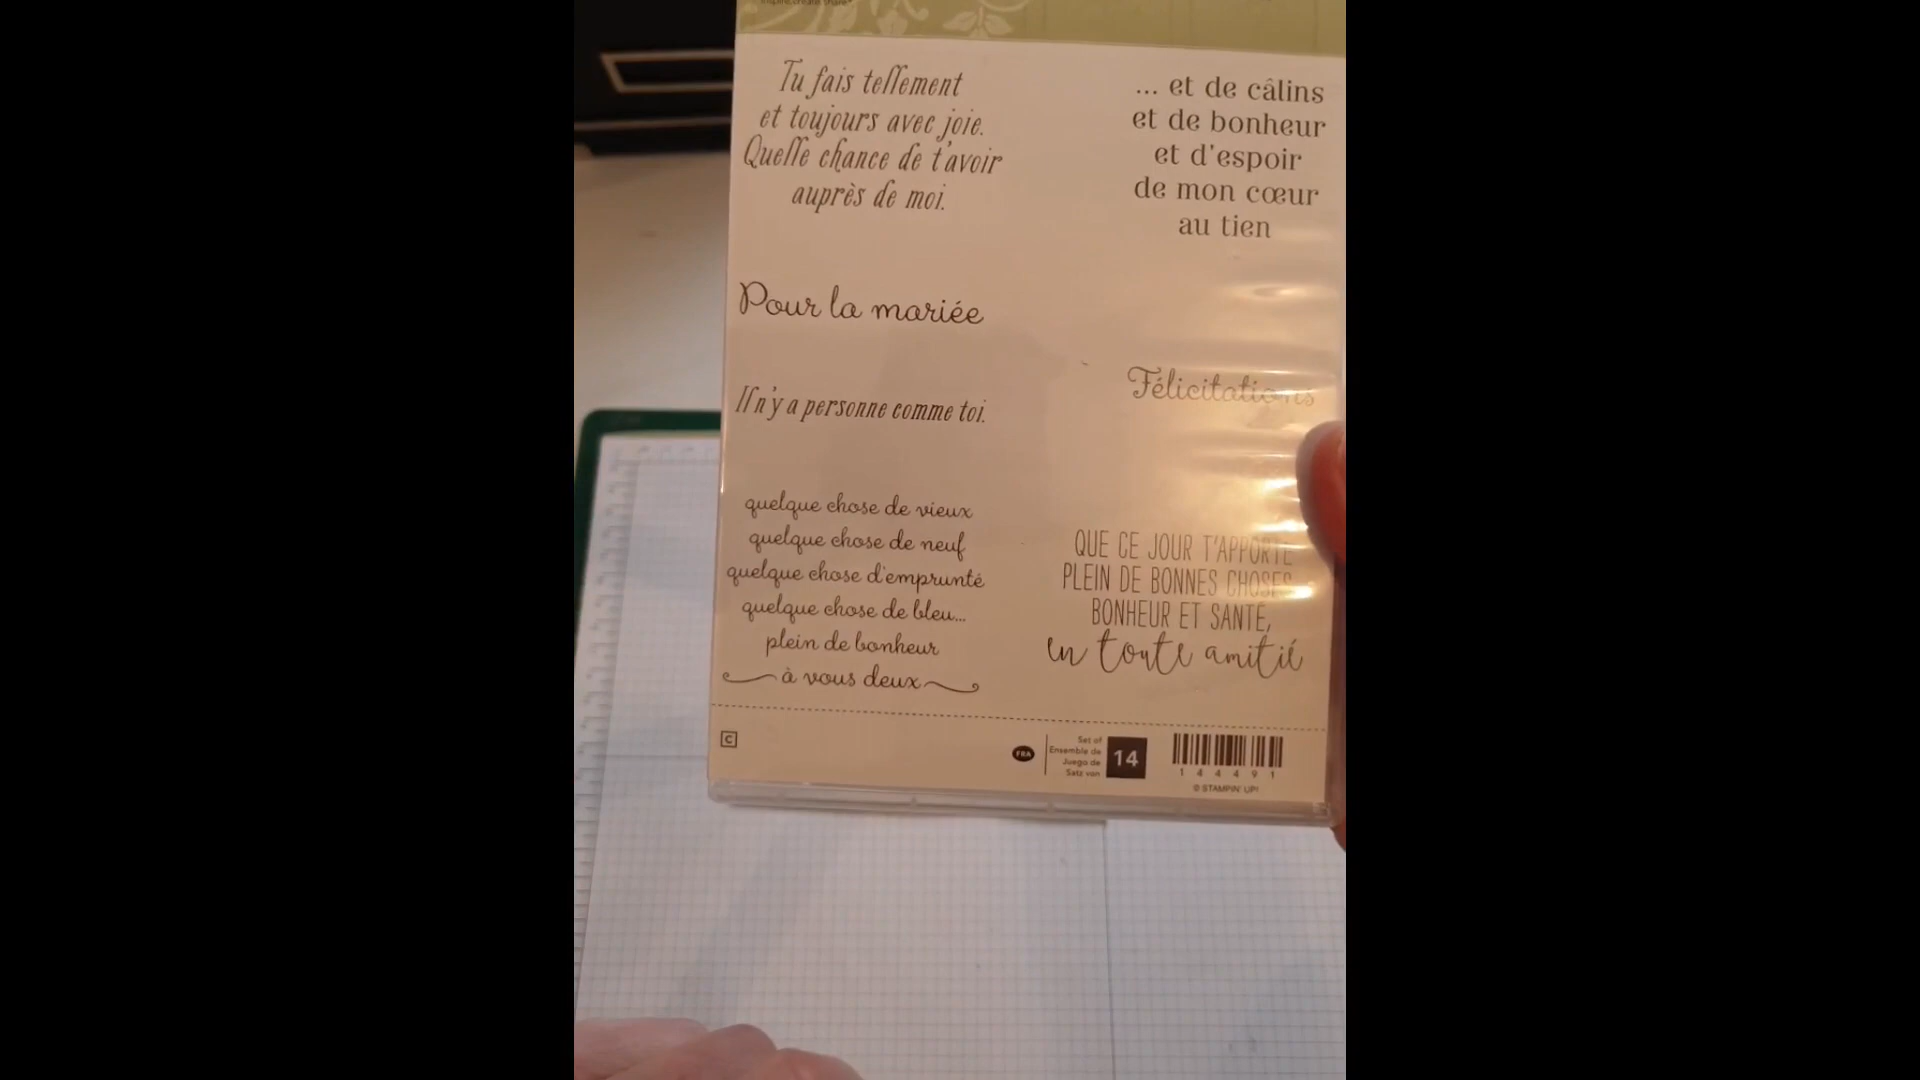 inspire. create. share.
Tu fais tellement
et toujours avec joie.
Quelle chance de t'avoir
auprès de moi.
... et de câlins
et de bonheur
et d'espoir
de mon cœur
au tien
Pour la mariée
Félicitations
Il n'y a personne comme toi.
quelque chose de vieux
quelque chose de neuf
quelque chose d'emprunté
quelque chose de bleu...
plein de bonheur
à vous deux
QUE CE JOUR T'APPORTE
PLEIN DE BONNES CHOSES,
BONHEUR ET SANTÉ,
en toute amitié
C
FRA
Set of
Ensemble de
Juego de
Satz von
14
144491
© STAMPIN' UP!